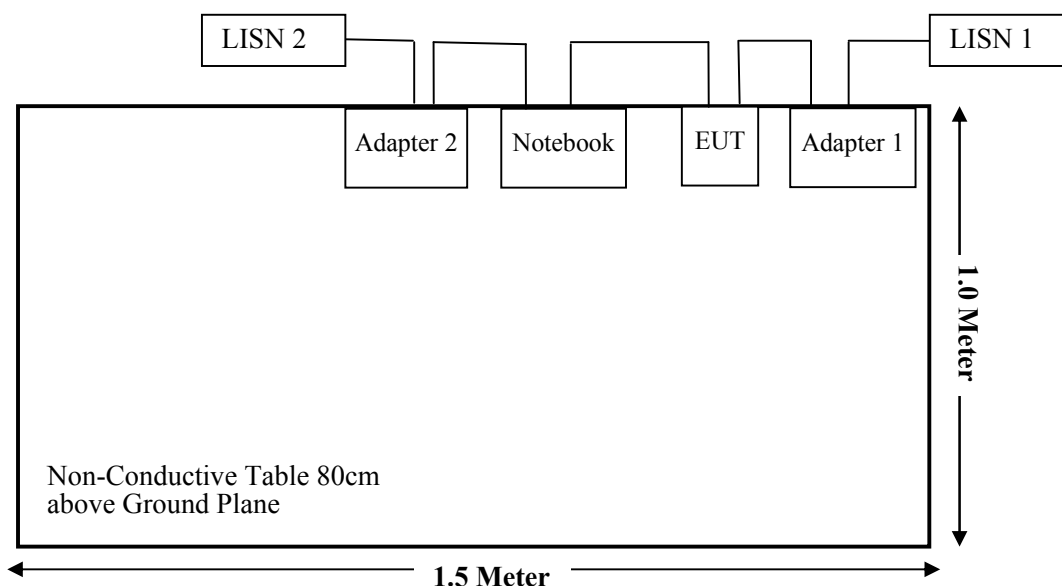 LISN 2
LISN 1
Adapter 2
Notebook
EUT
Adapter 1
1.0 Meter
Non-Conductive Table 80cm
above Ground Plane
1.5 Meter